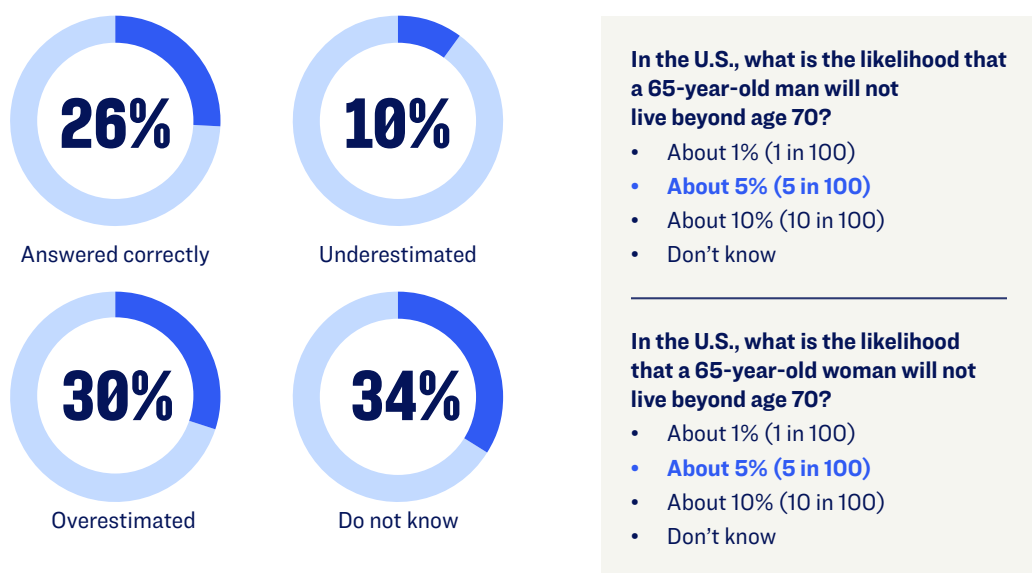 26%
Answered correctly
10%
Underestimated
30%
Overestimated
34%
Do not know
In the U.S., what is the likelihood that
a 65-year-old man will not
live beyond age 70?
• About 1% (1 in 100)
• About 5% (5 in 100)
• About 10% (10 in 100)
• Don’t know
In the U.S., what is the likelihood
that a 65-year-old woman will not
live beyond age 70?
• About 1% (1 in 100)
• About 5% (5 in 100)
• About 10% (10 in 100)
• Don’t know